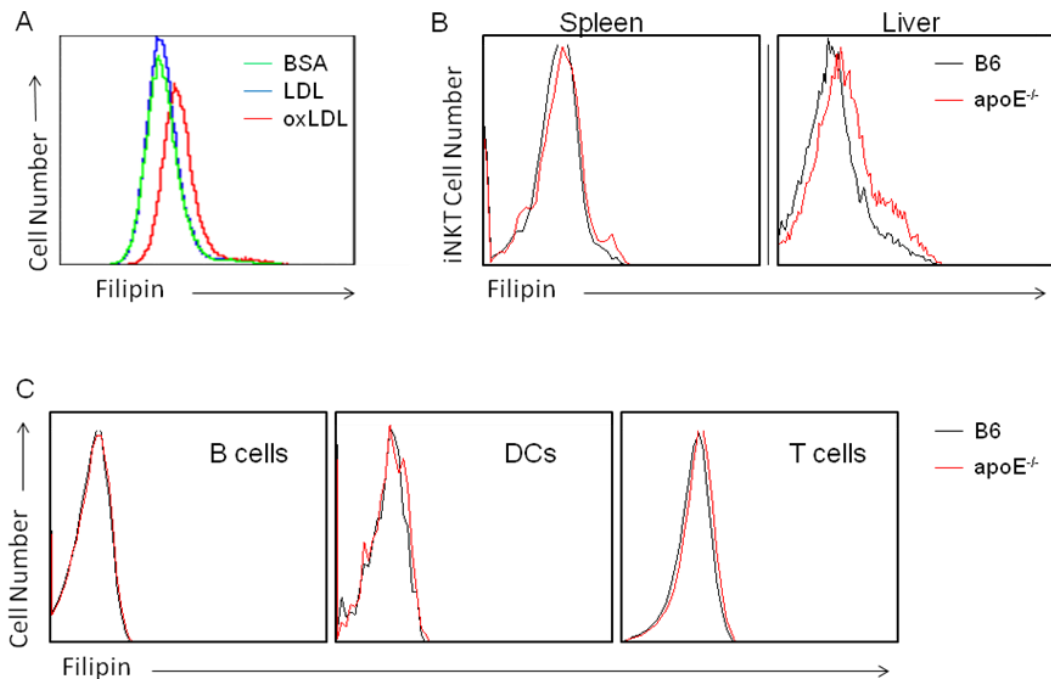 A
BSA
LDL
oxLDL
Cell Number
Filipin
B
Spleen
Liver
B6
apoE-/-
iNKT Cell Number
Filipin
C
B cells
DCs
T cells
B6
apoE-/-
Cell Number
Filipin